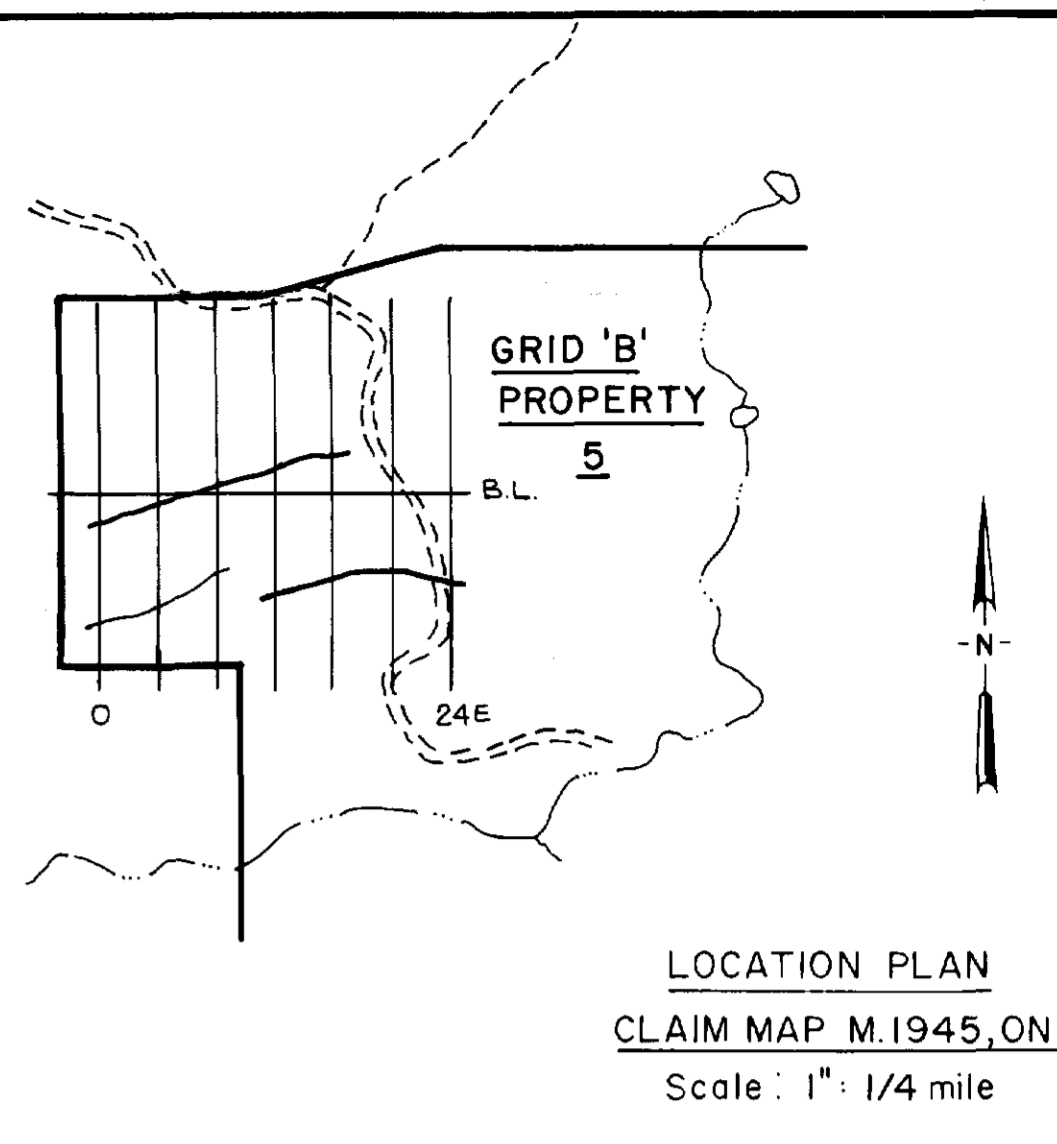 GRID 'B'
PROPERTY
5
B.L.
-N-
0
24E
LOCATION PLAN
CLAIM MAP M.1945,ON
Scale : 1" : 1/4 mile